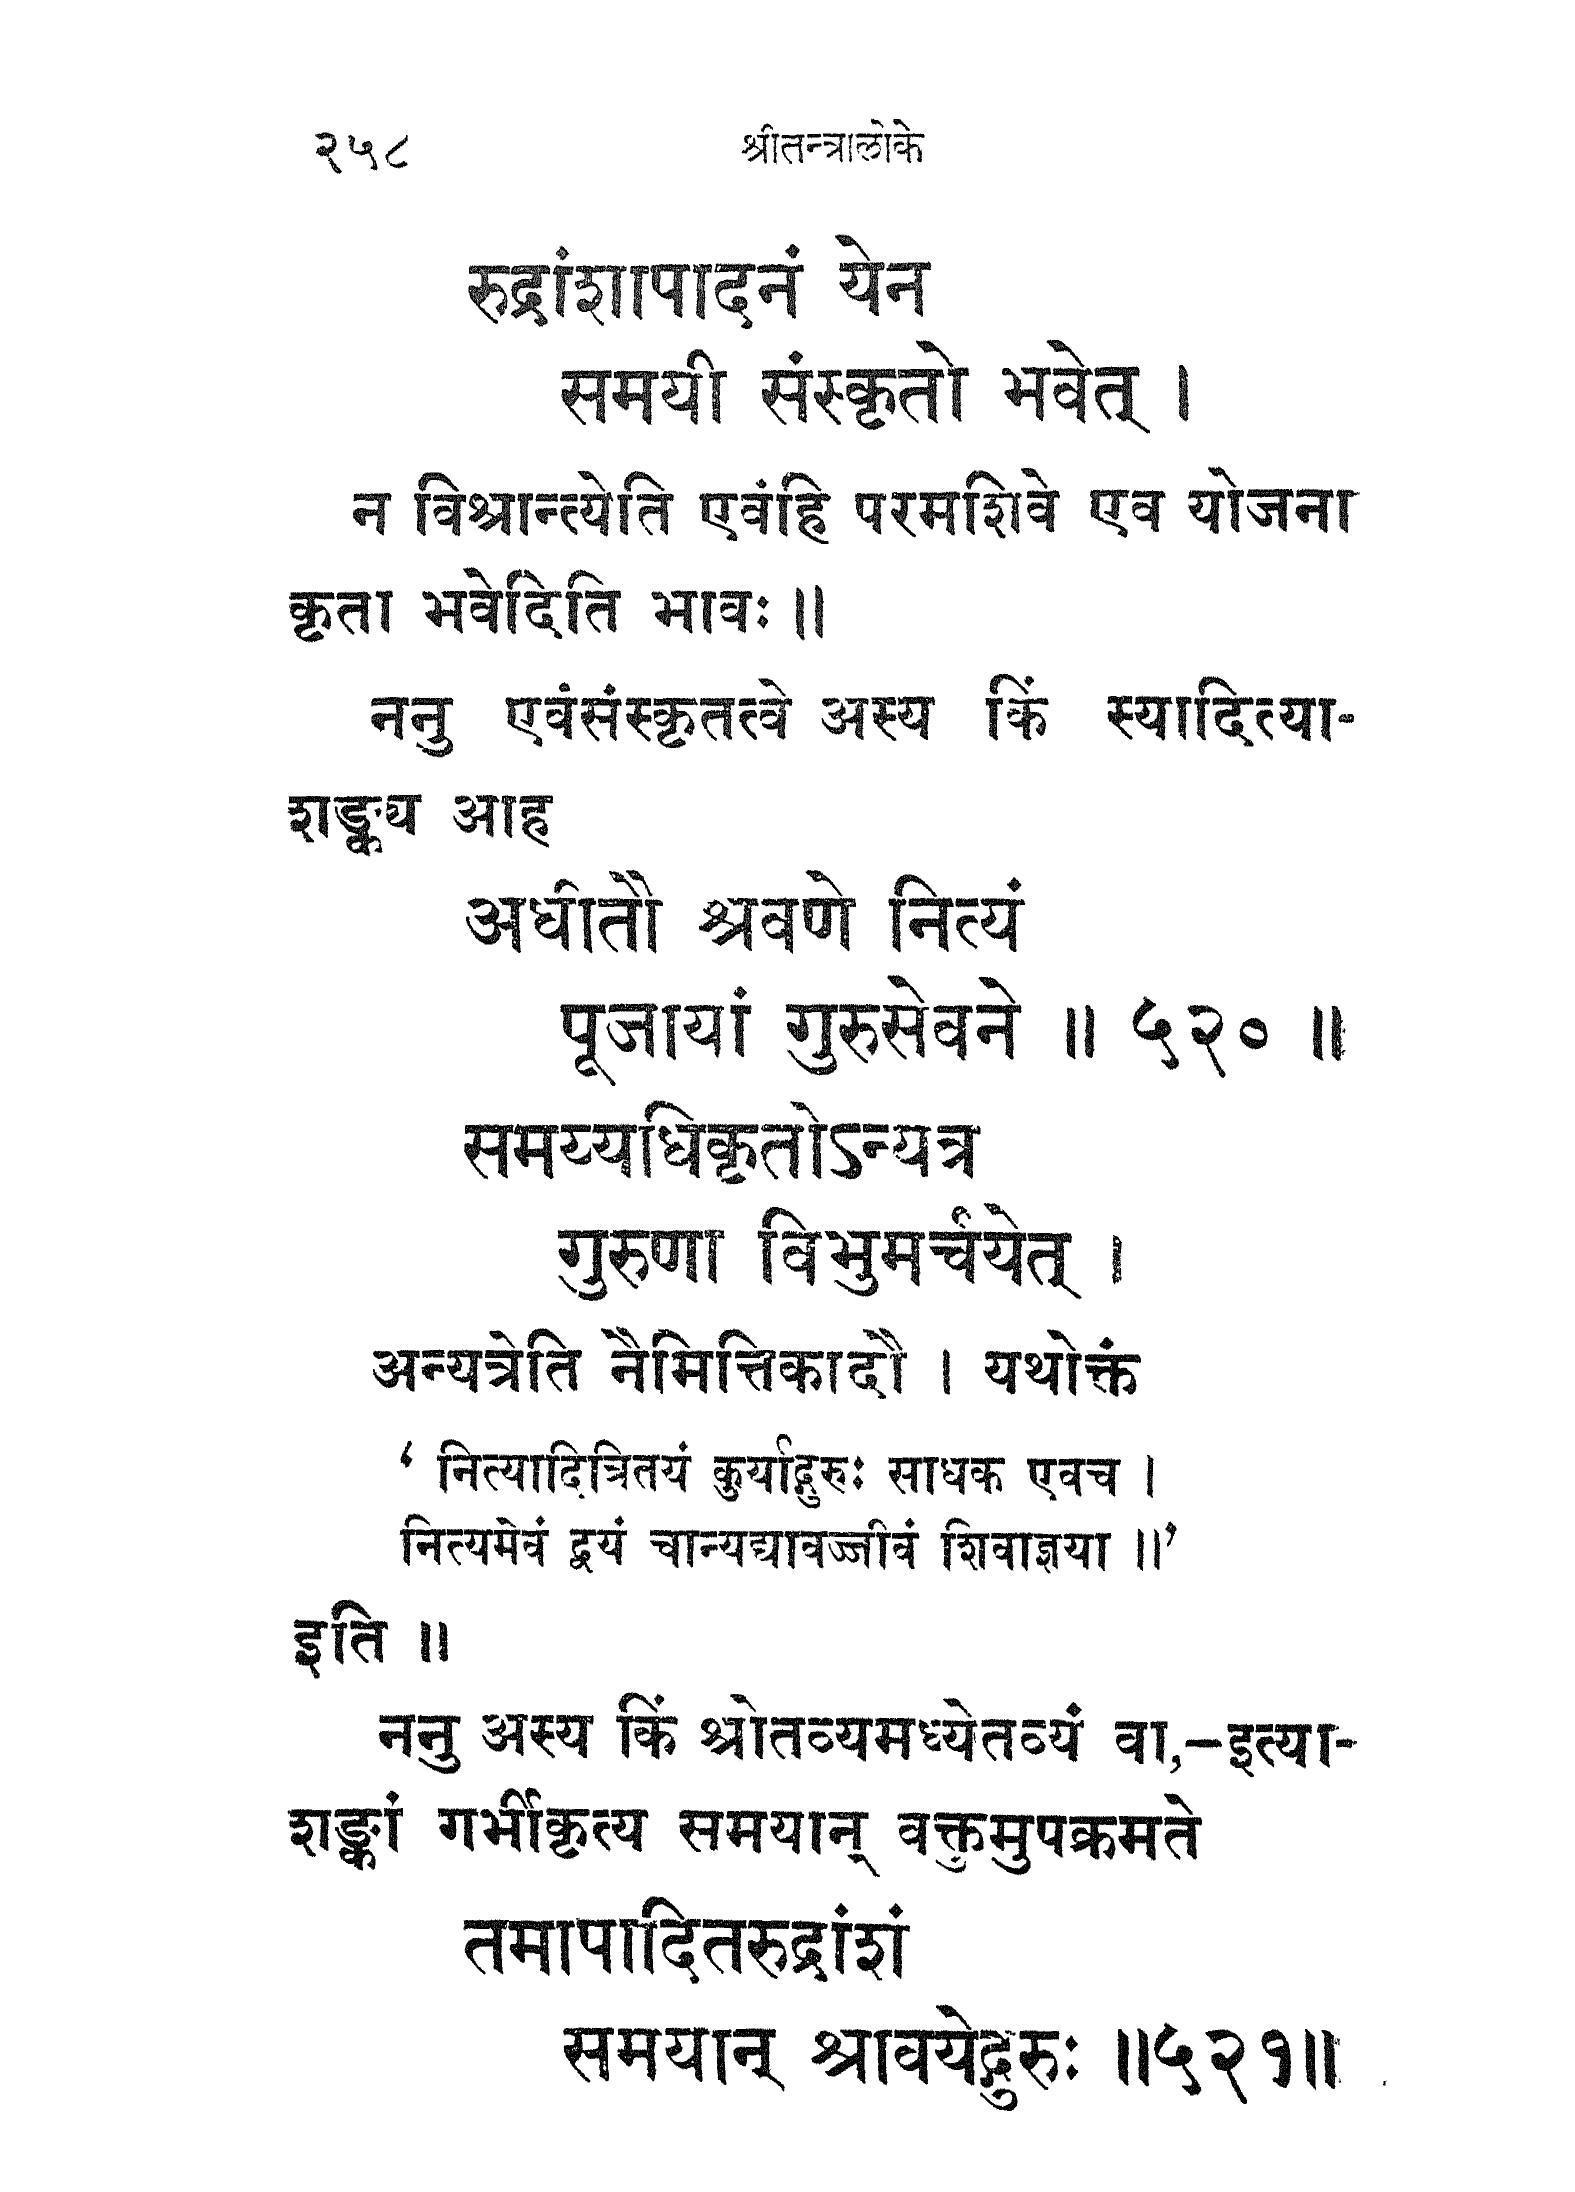 २५८ श्रीतन्त्रालोके
रुद्रांशापादनं येन
समयी संस्कृतो भवेत् ।
न विश्रान्त्येति एवंहि परमशिवे एव योजना
कृता भवेदिति भावः ॥
ननु एवंसंस्कृतत्वे अस्य किं स्यादित्या-
शङ्क्य आह
अधीतौ श्रवणे नित्यं
पूजायां गुरुसेवने ॥ ५२० ॥
समय्यधिकृतोऽन्यत्र
गुरुणा विभुमर्चयेत् ।
अन्यत्रेति नैमित्तिकादौ । यथोक्तं
‘ नित्यादित्रितयं कुर्याद्गुरुः साधक एवच ।
नित्यमेवं द्वयं चान्यद्यावज्जीवं शिवाज्ञया ॥’
इति ॥
ननु अस्य किं श्रोतव्यमध्येतव्यं वा,—इत्या-
शङ्कां गर्भीकृत्य समयान् वक्तुमुपक्रमते
तमापादितरुद्रांशं
समयान् श्रावयेद्गुरुः ॥५२१॥